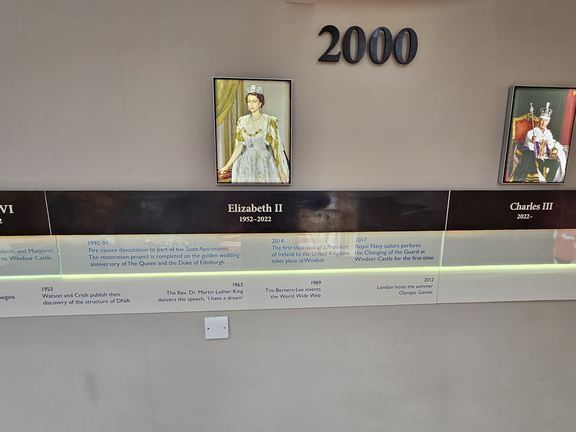 2000
VI
2
Elizabeth II
1952–2022
Charles III
2022–
and Margaret
to Windsor Castle
1992-97
Fire causes devastation to part of the State Apartments.
The restoration project is completed on the golden wedding
anniversary of The Queen and the Duke of Edinburgh
2014
The first state visit of a President
of Ireland to the United Kingdom
takes place at Windsor
2017
Royal Navy sailors perform
the Changing of the Guard at
Windsor Castle for the first time
begins
1953
Watson and Crick publish their
discovery of the structure of DNA
1963
The Rev. Dr. Martin Luther King
delivers the speech, 'I have a dream'
1989
Tim Berners-Lee invents
the World Wide Web
2012
London hosts the summer
Olympic Games